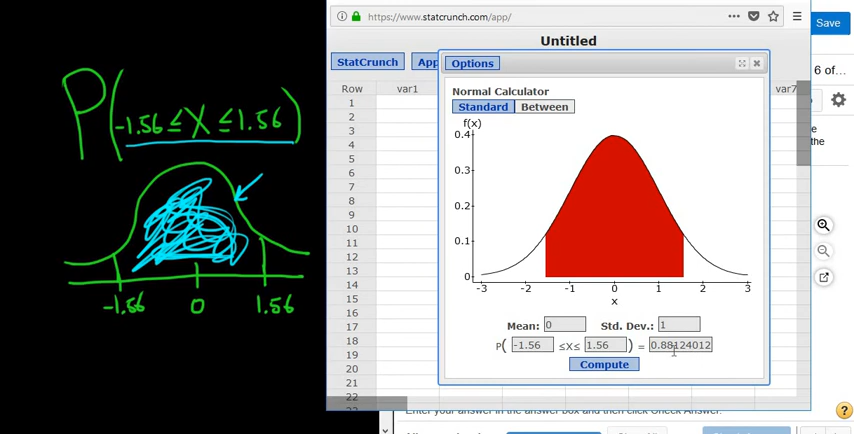 P(-1.56 ≤ X ≤ 1.56)
-1.56 0 1.56
https://www.statcrunch.com/app/
Untitled
StatCrunch
App
Row var1 var7
1
2
3
4
5
6
7
8
9
10
11
12
13
14
15
16
17
18
19
20
21
22
Options
Normal Calculator
Standard Between
f(x)
0.4
0.3
0.2
0.1
0
-3 -2 -1 0 1 2 3
x
Mean: 0 Std. Dev.: 1
P( -1.56 ≤X≤ 1.56 ) = 0.88124012
Compute
Save
6 of...
e
the
Enter your answer in the answer box and then click Check Answer.
?